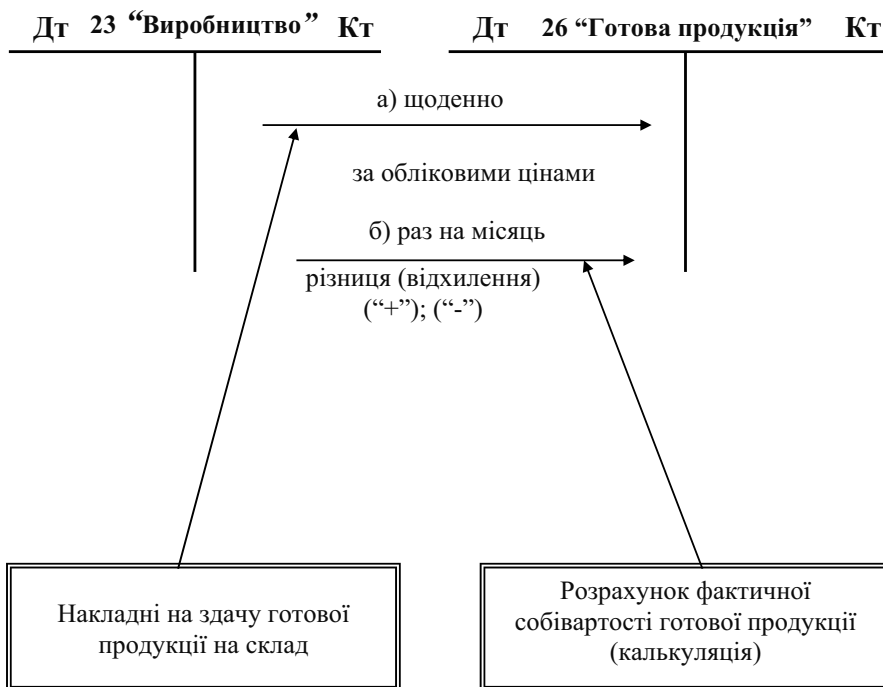 Дт 23 “Виробництво” Кт
Дт 26 “Готова продукція” Кт
а) щоденно
за обліковими цінами
б) раз на місяць
різниця (відхилення)
(“+”); (“-”)
Накладні на здачу готової
продукції на склад
Розрахунок фактичної
собівартості готової продукції
(калькуляція)